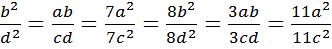 b²/d² = ab/cd = 7a²/7c² = 8b²/8d² = 3ab/3cd = 11a²/11c²